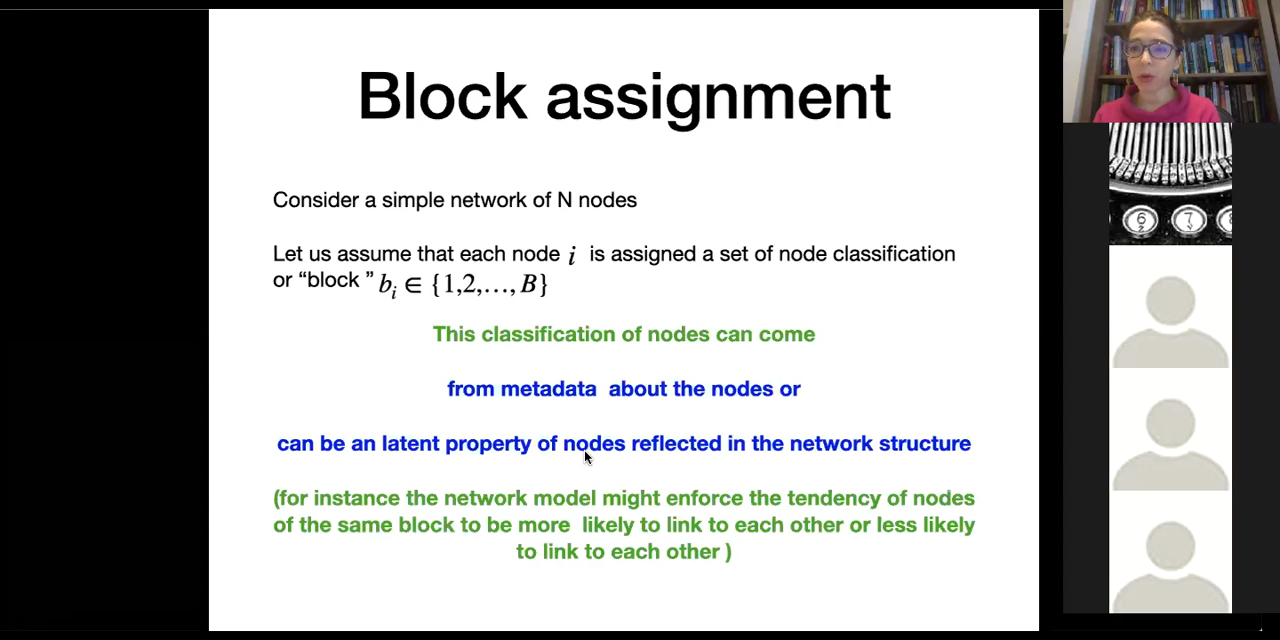 Block assignment
Consider a simple network of N nodes
Let us assume that each node i is assigned a set of node classification
or “block ” b_i ∈ {1,2,…, B}
This classification of nodes can come
from metadata about the nodes or
can be an latent property of nodes reflected in the network structure
(for instance the network model might enforce the tendency of nodes
of the same block to be more likely to link to each other or less likely
to link to each other )
6
7